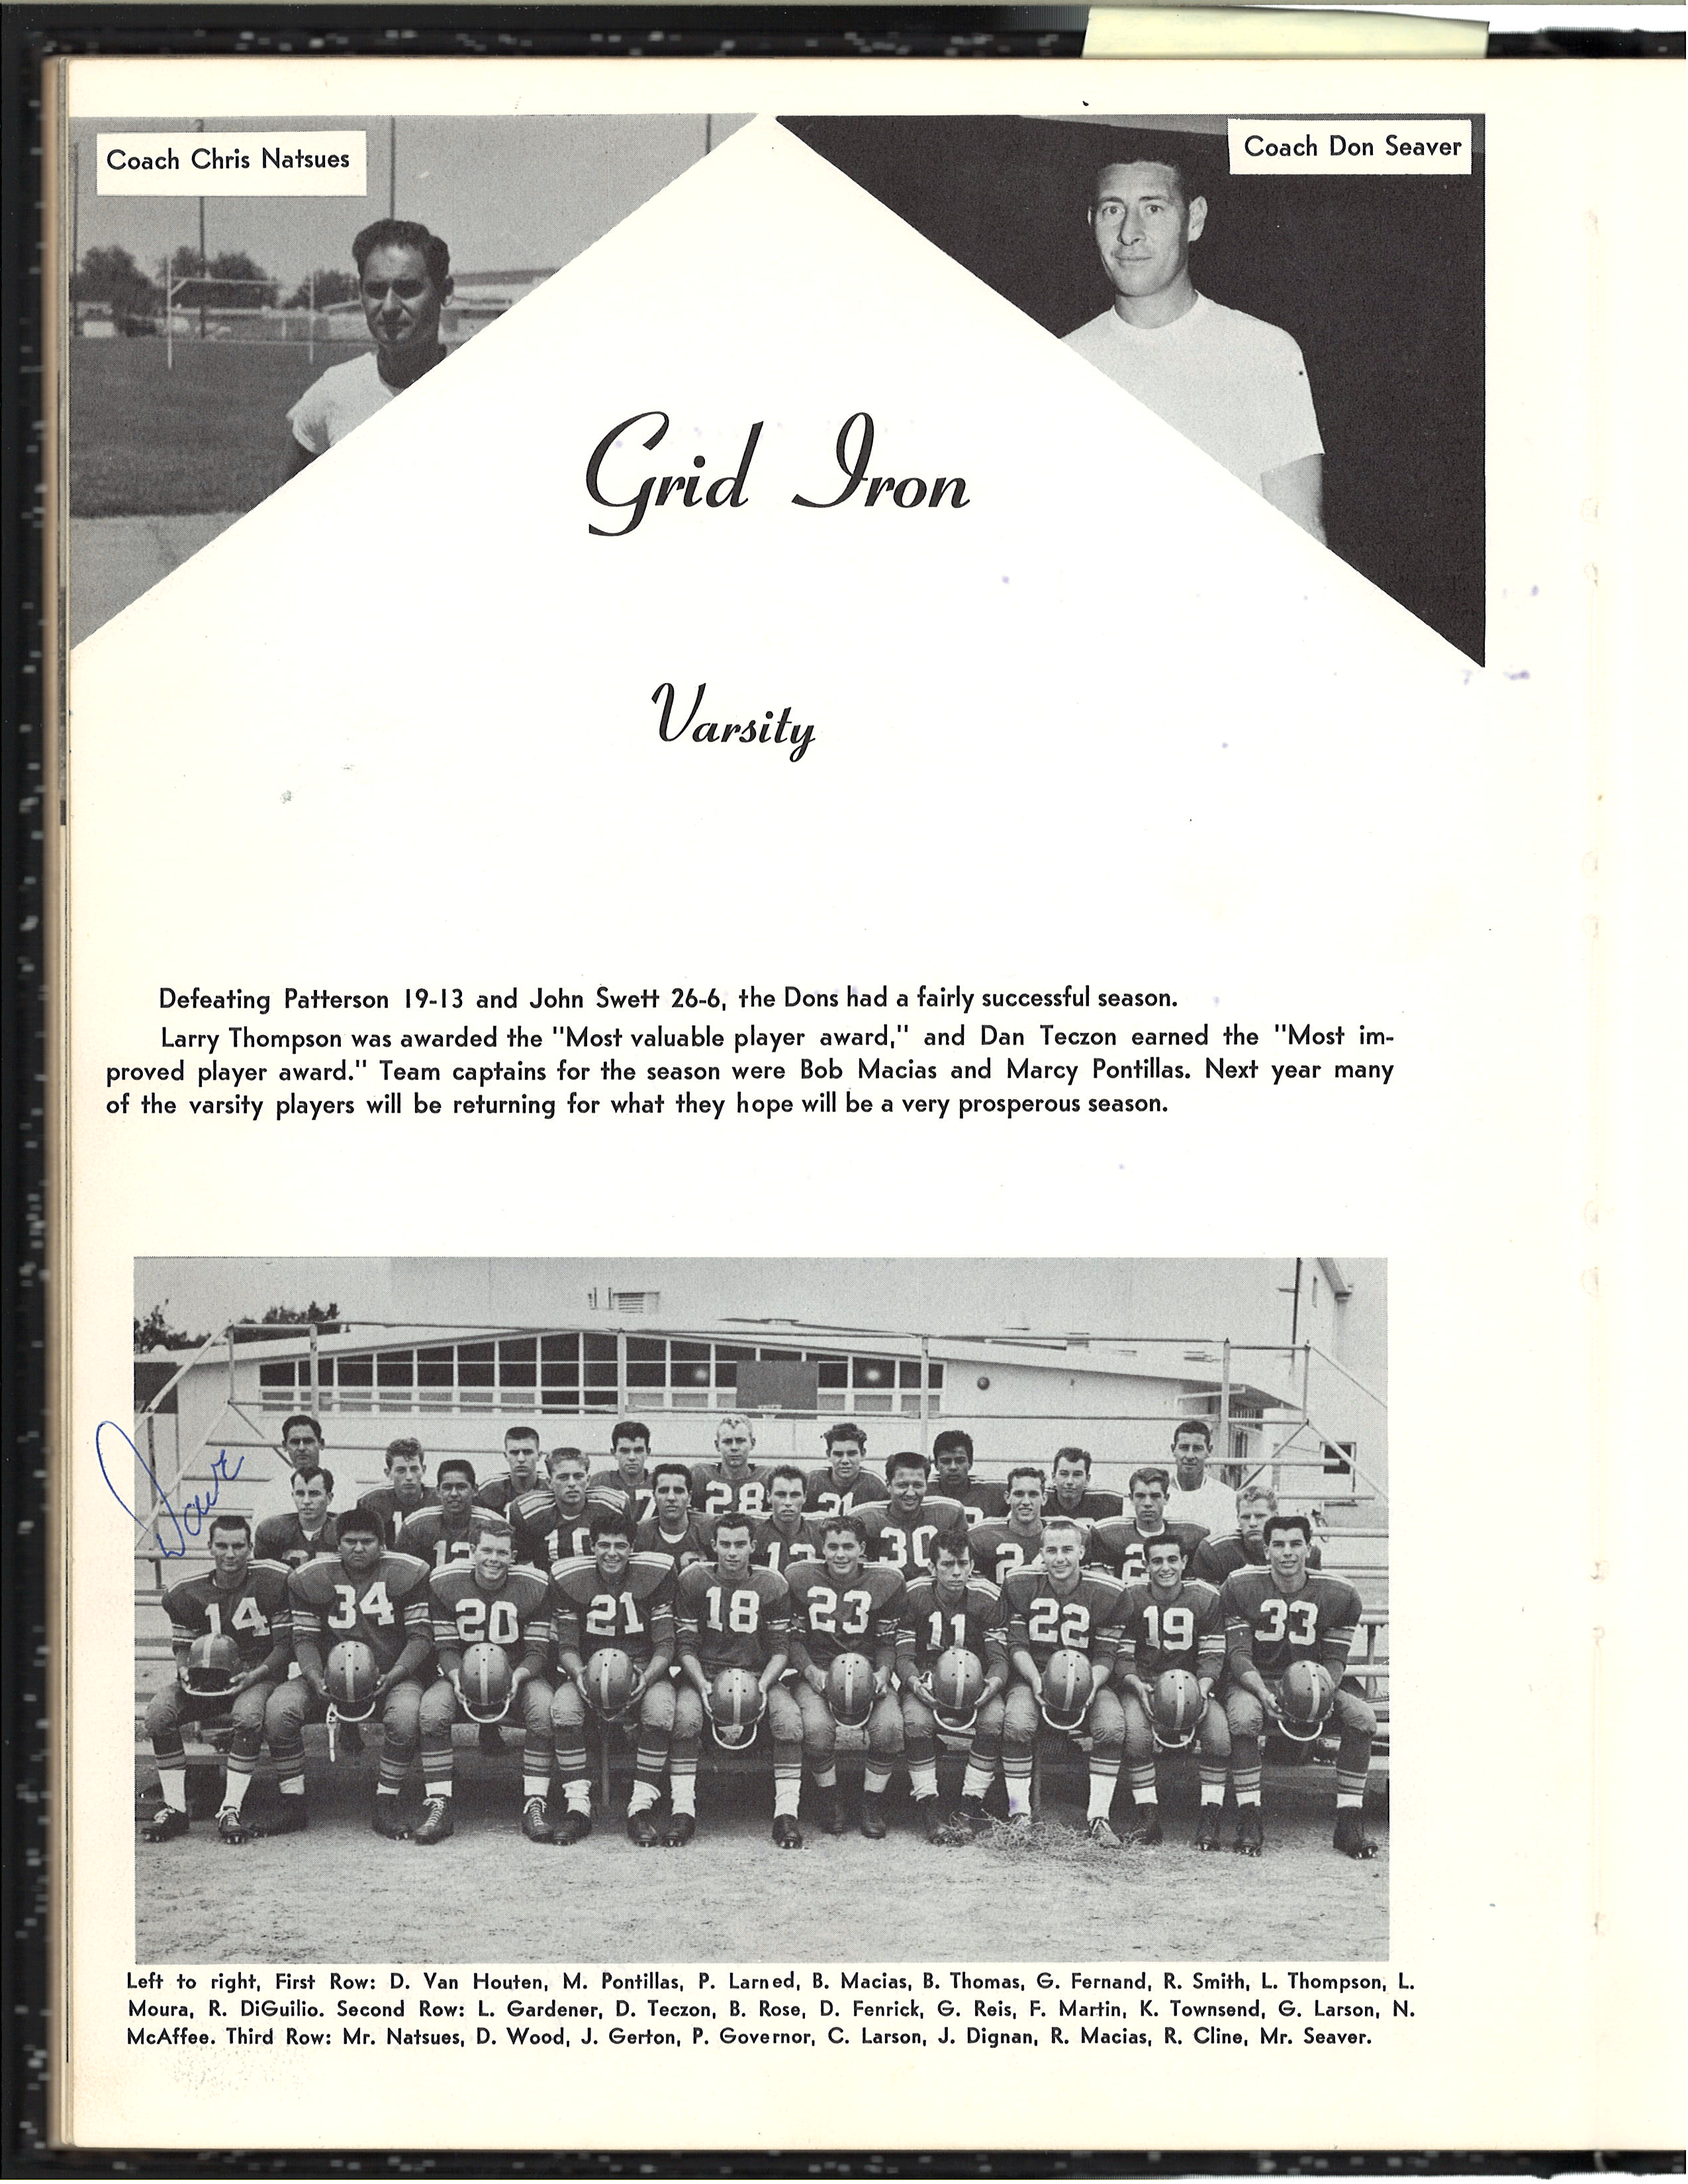 Coach Chris Natsues
Coach Don Seaver
Grid Iron
Varsity
Defeating Patterson 19-13 and John Swett 26-6, the Dons had a fairly successful season.
Larry Thompson was awarded the "Most valuable player award," and Dan Teczon earned the "Most im-
proved player award." Team captains for the season were Bob Macias and Marcy Pontillas. Next year many
of the varsity players will be returning for what they hope will be a very prosperous season.
Dave
28
30
14
34
20
21
18
23
11
22
19
33
Left to right, First Row: D. Van Houten, M. Pontillas, P. Larned, B. Macias, B. Thomas, G. Fernand, R. Smith, L. Thompson, L.
Moura, R. DiGuilio. Second Row: L. Gardener, D. Teczon, B. Rose, D. Fenrick, G. Reis, F. Martin, K. Townsend, G. Larson, N.
McAffee. Third Row: Mr. Natsues, D. Wood, J. Gerton, P. Governor, C. Larson, J. Dignan, R. Macias, R. Cline, Mr. Seaver.